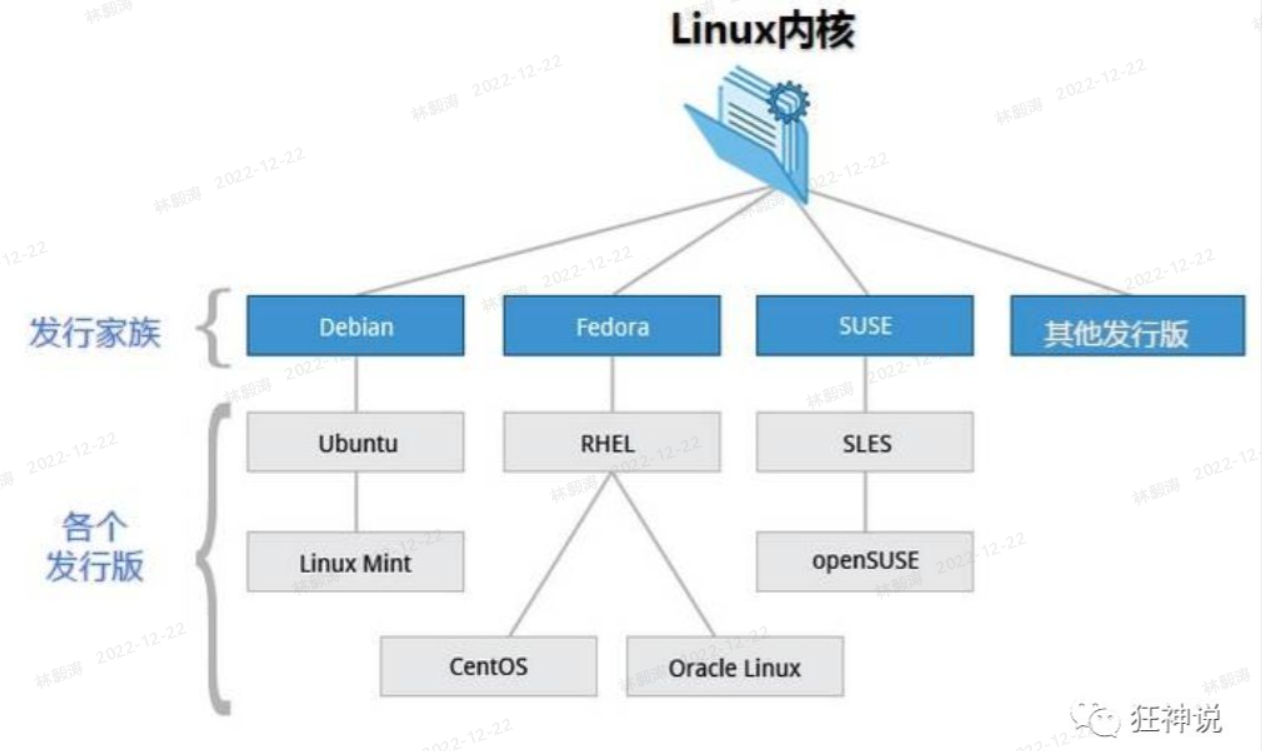 Linux内核
发行家族
Debian
Fedora
SUSE
其他发行版
Ubuntu
RHEL
SLES
各个
发行版
Linux Mint
openSUSE
CentOS
Oracle Linux
狂神说
林毅涛 2022-12-22